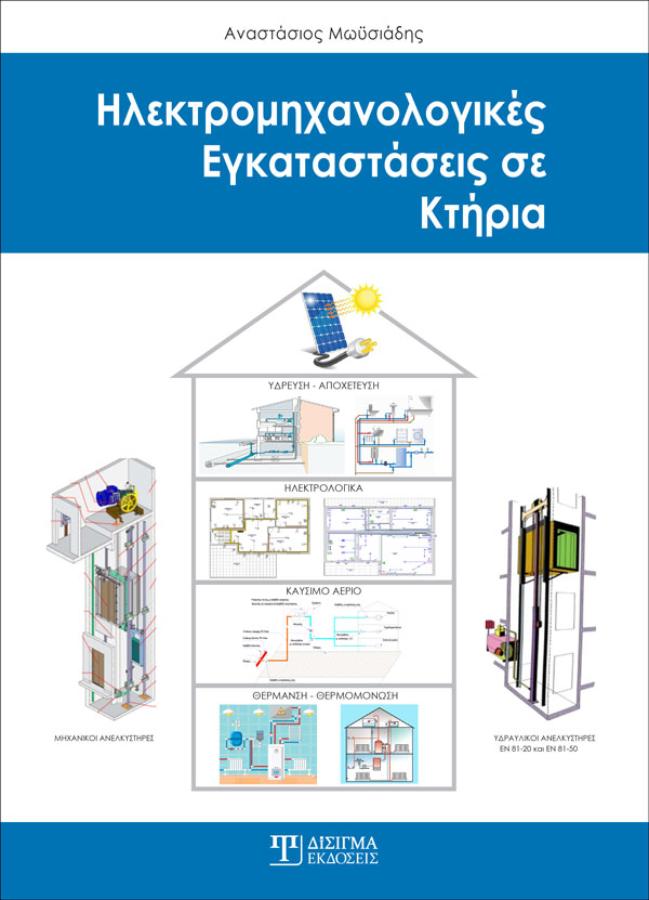 Αναστάσιος Μωϋσιάδης
Ηλεκτρομηχανολογικές
Εγκαταστάσεις σε
Κτήρια
ΥΔΡΕΥΣΗ - ΑΠΟΧΕΤΕΥΣΗ
ΗΛΕΚΤΡΟΛΟΓΙΚΑ
ΚΑΥΣΙΜΟ ΑΕΡΙΟ
ΘΕΡΜΑΝΣΗ - ΘΕΡΜΟΜΟΝΩΣΗ
ΜΗΧΑΝΙΚΟΙ ΑΝΕΛΚΥΣΤΗΡΕΣ
ΥΔΡΑΥΛΙΚΟΙ ΑΝΕΛΚΥΣΤΗΡΕΣ
EN 81-20 και EN 81-50
ΔΙΣΙΓΜΑ
ΕΚΔΟΣΕΙΣ